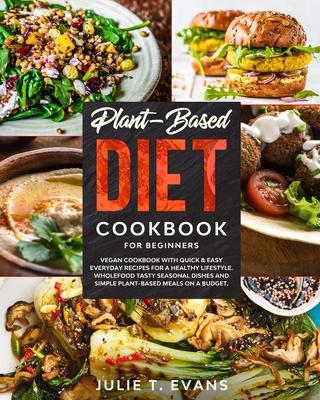 Plant-Based
DIET
COOKBOOK
FOR BEGINNERS
VEGAN COOKBOOK WITH QUICK & EASY
EVERYDAY RECIPES FOR A HEALTHY LIFESTYLE.
WHOLEFOOD TASTY SEASONAL DISHES AND
SIMPLE PLANT-BASED MEALS ON A BUDGET.
JULIE T. EVANS